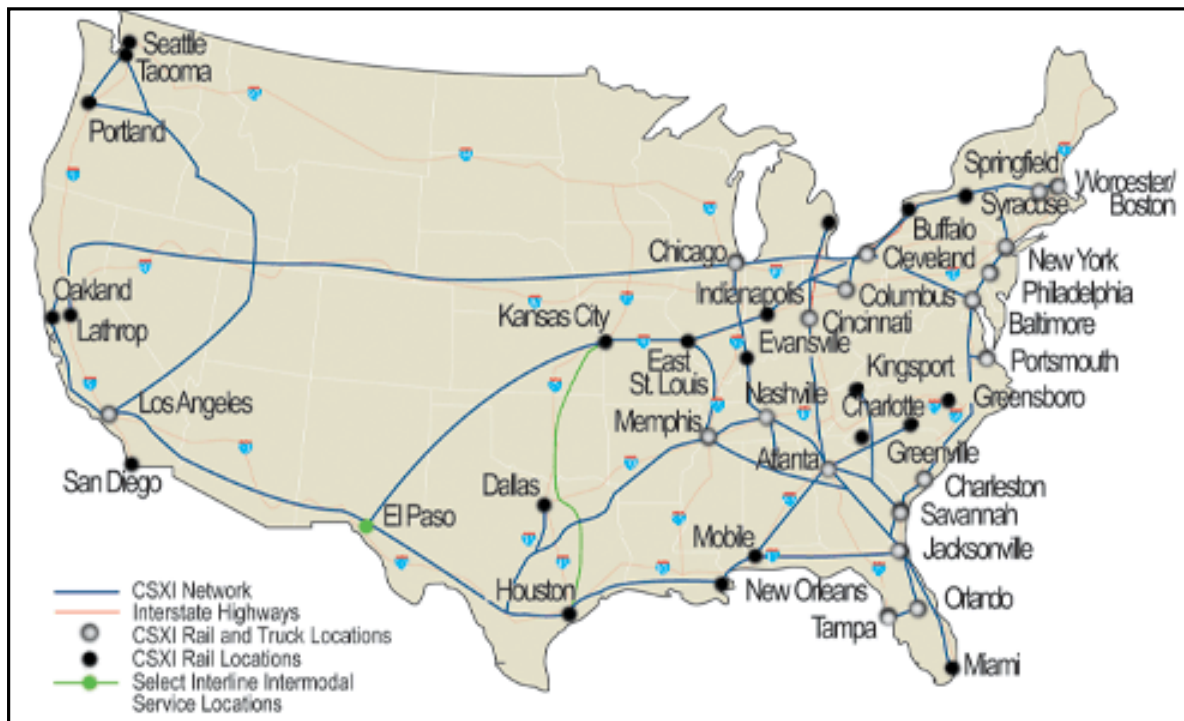 Seattle
Tacoma
Portland
Oakland
Lathrop
Los Angeles
San Diego
El Paso
Dallas
Houston
Kansas City
East
St. Louis
Memphis
Chicago
Indianapolis
Evansville
Nashville
Cincinnati
Columbus
Cleveland
Buffalo
Syracuse
Springfield
Worcester/
Boston
New York
Philadelphia
Baltimore
Portsmouth
Kingsport
Greensboro
Charlotte
Greenville
Atlanta
Charleston
Savannah
Jacksonville
Mobile
New Orleans
Orlando
Tampa
Miami
CSXI Network
Interstate Highways
CSXI Rail and Truck Locations
CSXI Rail Locations
Select Interline Intermodal
Service Locations